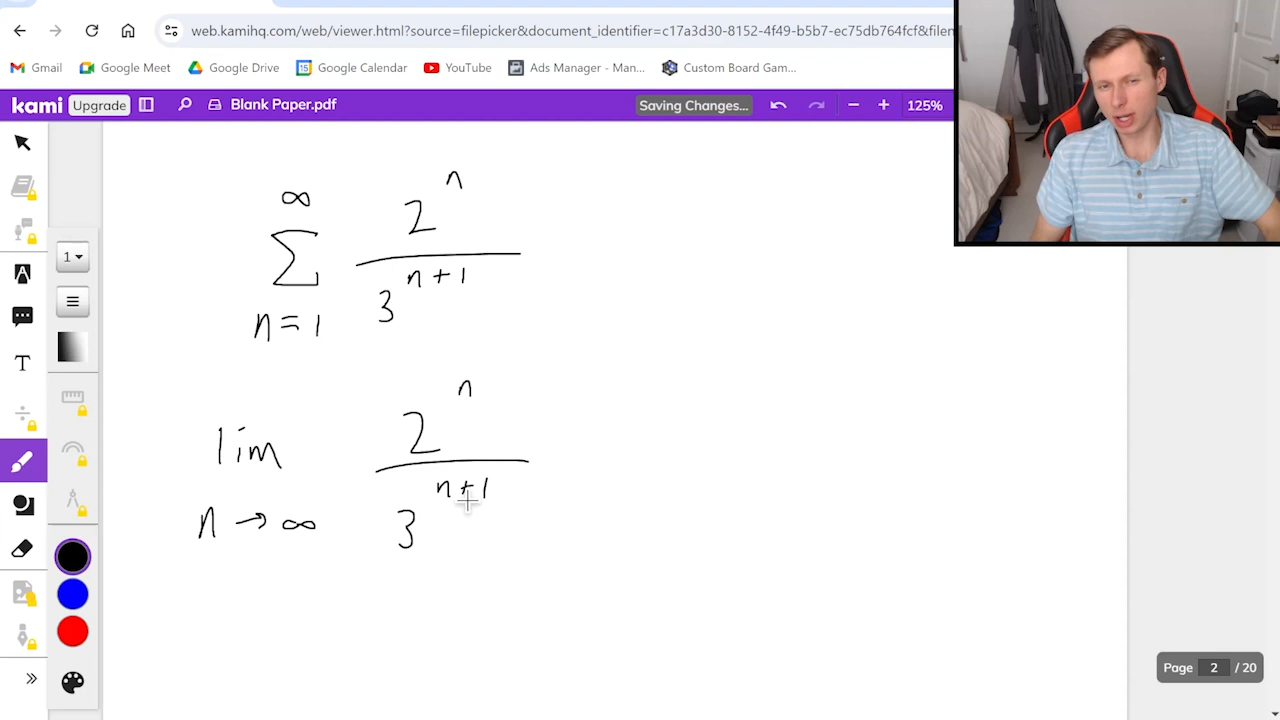 web.kamihq.com/web/viewer.html?source=filepicker&document_identifier=c17a3d30-8152-4f49-b5b7-ec75db764fcf&filen
Gmail Google Meet Google Drive 15 Google Calendar YouTube Ads Manager - Man... Custom Board Gam...
kami Upgrade Blank Paper.pdf Saving Changes... 125%
∞
∑ 2^n / 3^(n+1)
n = 1
1
T
lim 2^n / 3^(n+1)
n → ∞
Page 2 / 20